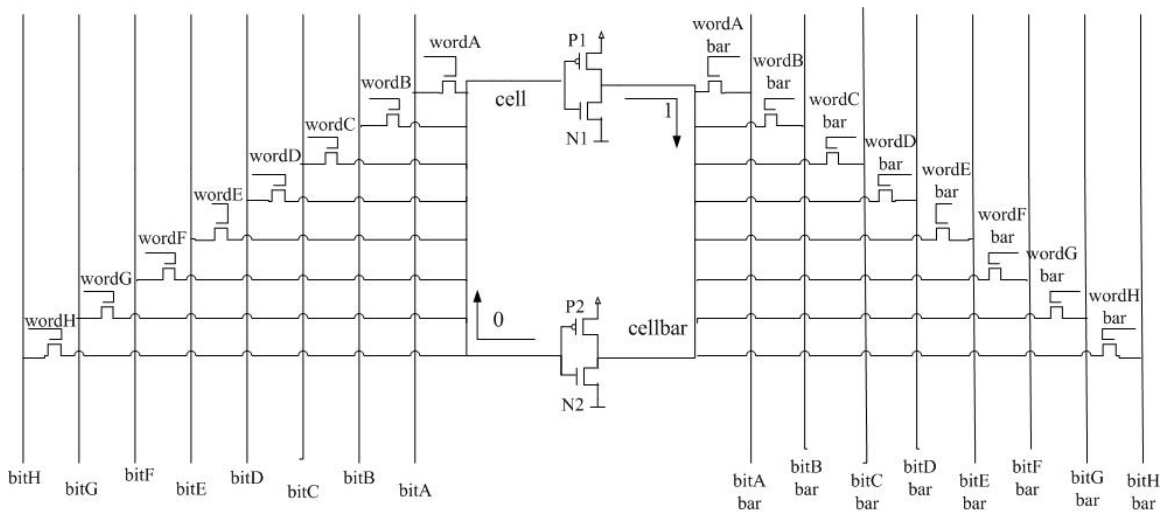 wordA
wordB
wordC
wordD
wordE
wordF
wordG
wordH
cell
P1
N1
1
0
P2
N2
cellbar
wordA
bar
wordB
bar
wordC
bar
wordD
bar
wordE
bar
wordF
bar
wordG
bar
wordH
bar
bitH
bitG
bitF
bitE
bitD
bitC
bitB
bitA
bitA
bar
bitB
bar
bitC
bar
bitD
bar
bitE
bar
bitF
bar
bitG
bar
bitH
bar